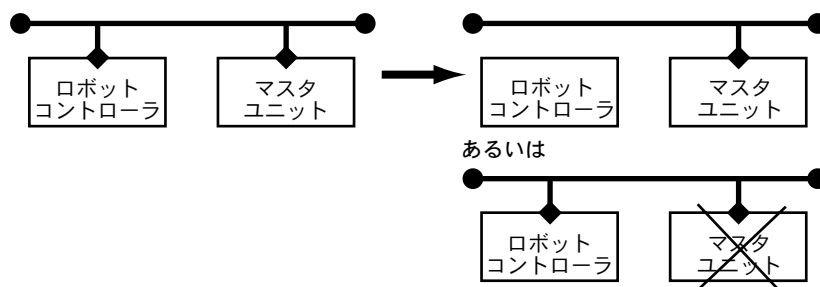 ロボット
コントローラ
マスタ
ユニット
ロボット
コントローラ
マスタ
ユニット
あるいは
ロボット
コントローラ
マスタ
ユニット